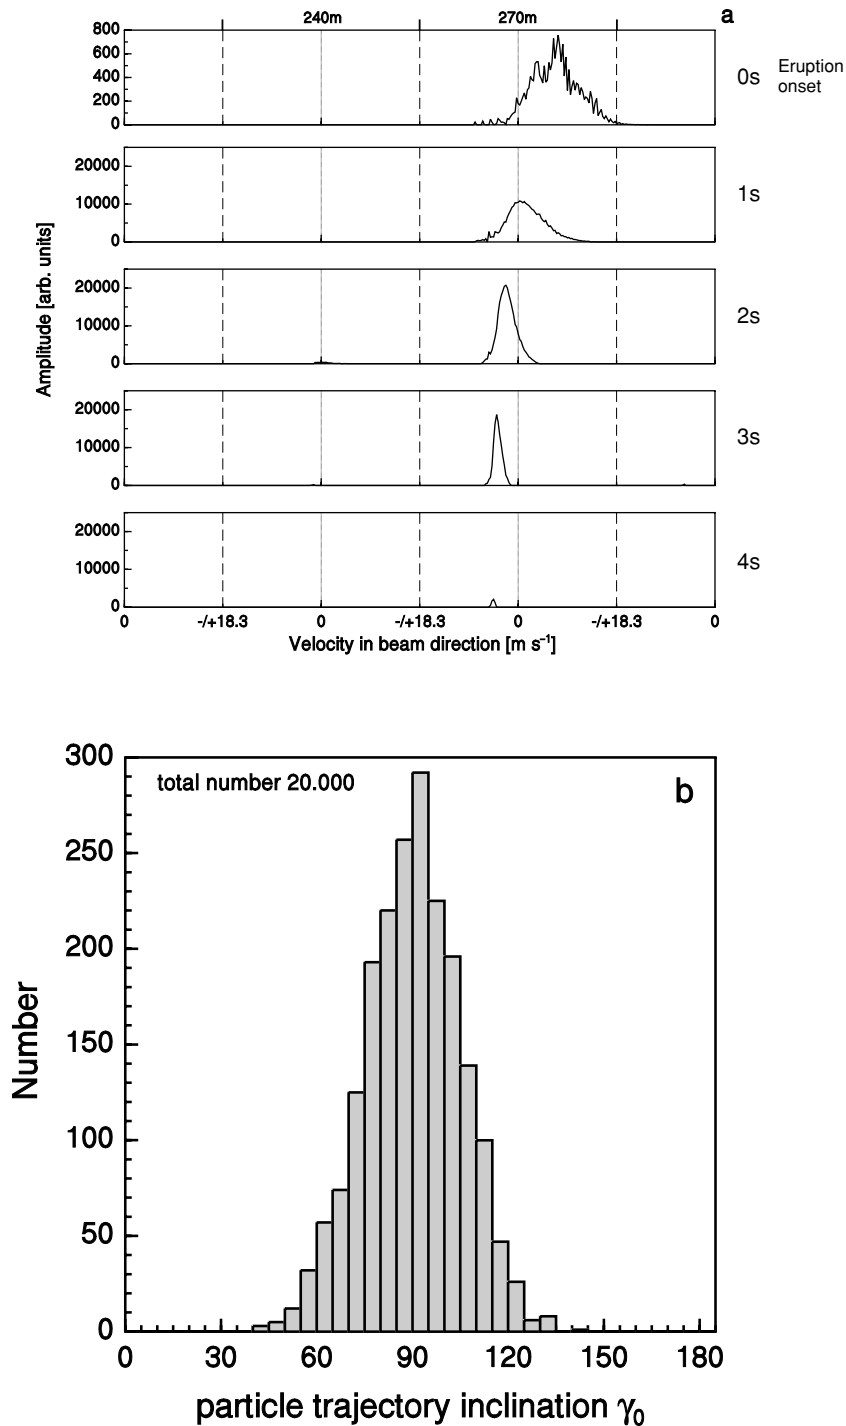 240m 270m a
800
600
400
200
0
0s Eruption
onset
20000
10000
0
1s
20000
10000
0
2s
20000
10000
0
3s
20000
10000
0
4s
Amplitude [arb. units]
0 -/+18.3 0 -/+18.3 0 -/+18.3 0
Velocity in beam direction [m s⁻¹]
total number 20.000 b
300
250
200
150
100
50
0
Number
0 30 60 90 120 150 180
particle trajectory inclination γ₀